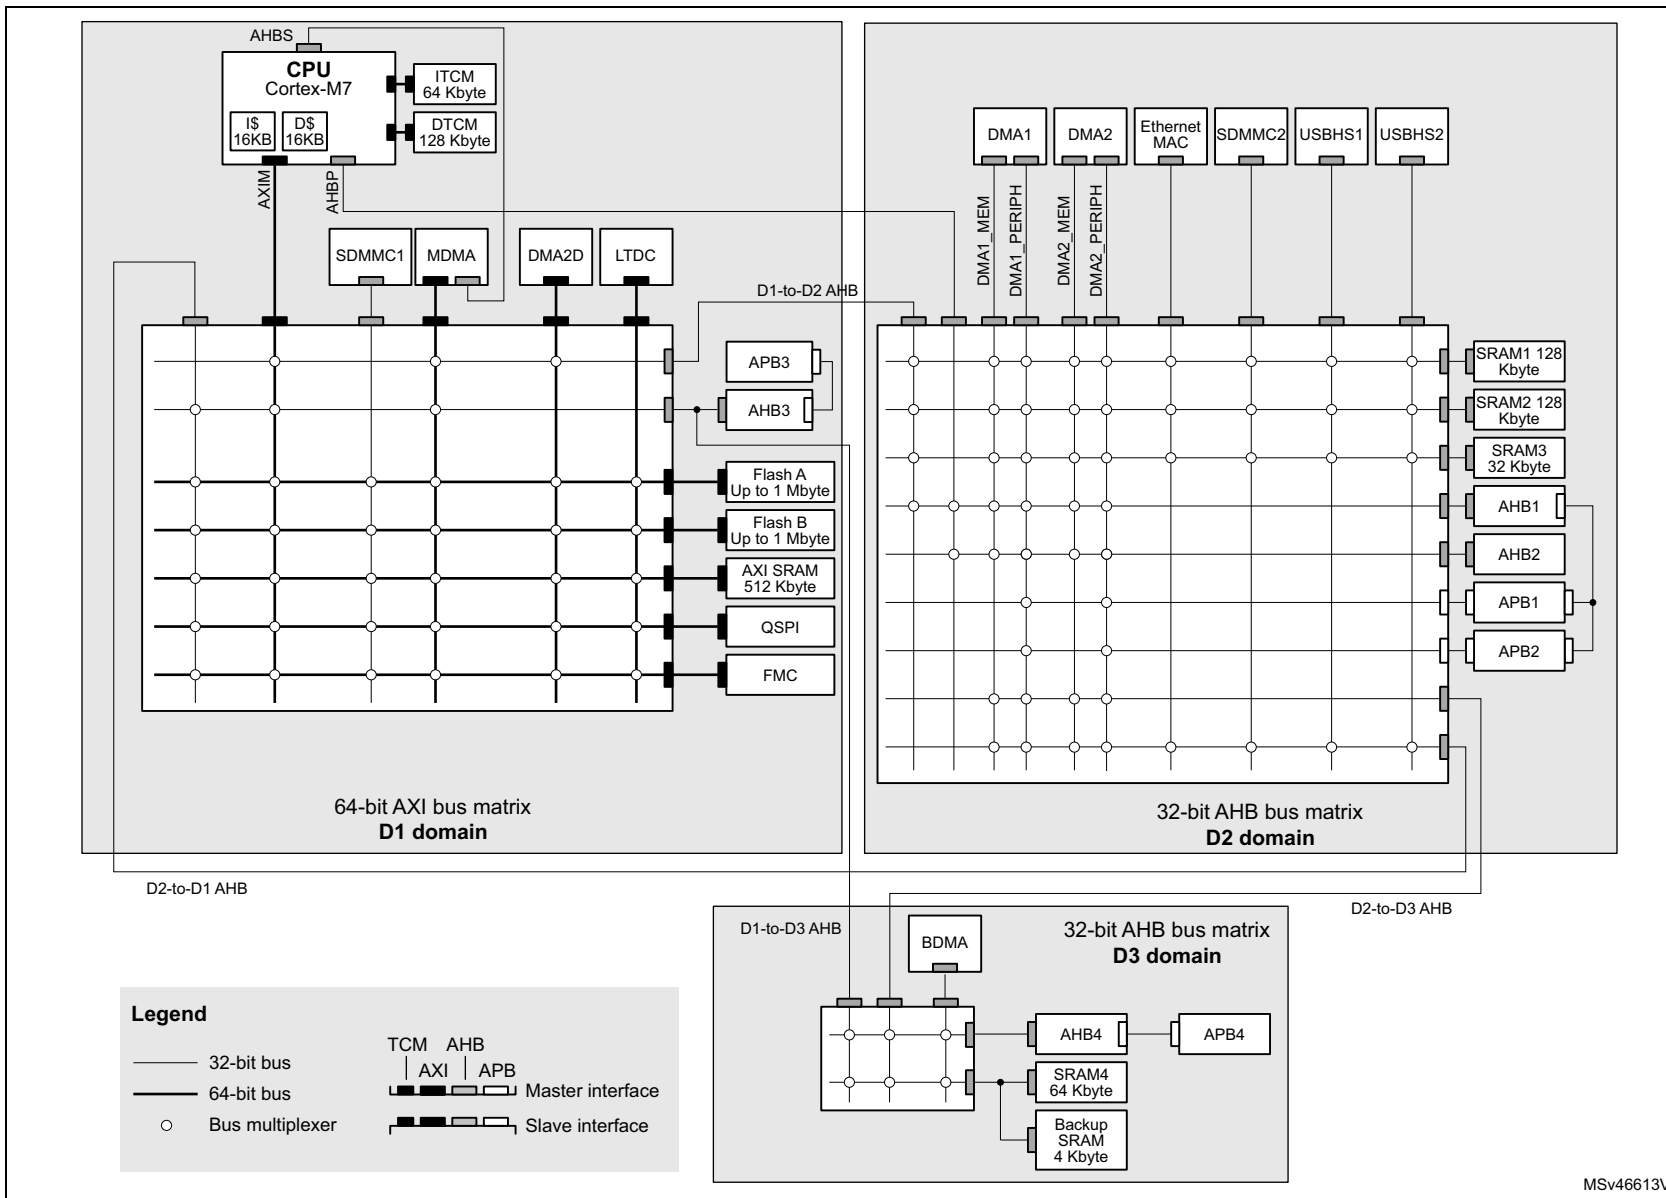 AHBS
CPU
Cortex-M7
I$
16KB
D$
16KB
ITCM
64 Kbyte
DTCM
128 Kbyte
AXIM
AHBP
SDMMC1
MDMA
DMA2D
LTDC
D1-to-D2 AHB
APB3
AHB3
Flash A
Up to 1 Mbyte
Flash B
Up to 1 Mbyte
AXI SRAM
512 Kbyte
QSPI
FMC
64-bit AXI bus matrix
D1 domain
DMA1
DMA2
Ethernet
MAC
SDMMC2
USBHS1
USBHS2
DMA1_MEM
DMA1_PERIPH
DMA2_MEM
DMA2_PERIPH
SRAM1 128
Kbyte
SRAM2 128
Kbyte
SRAM3
32 Kbyte
AHB1
AHB2
APB1
APB2
32-bit AHB bus matrix
D2 domain
D2-to-D1 AHB
D2-to-D3 AHB
D1-to-D3 AHB
BDMA
32-bit AHB bus matrix
D3 domain
AHB4
APB4
SRAM4
64 Kbyte
Backup
SRAM
4 Kbyte
Legend
32-bit bus
64-bit bus
Bus multiplexer
TCM AHB
AXI APB
Master interface
Slave interface
MSv46613V